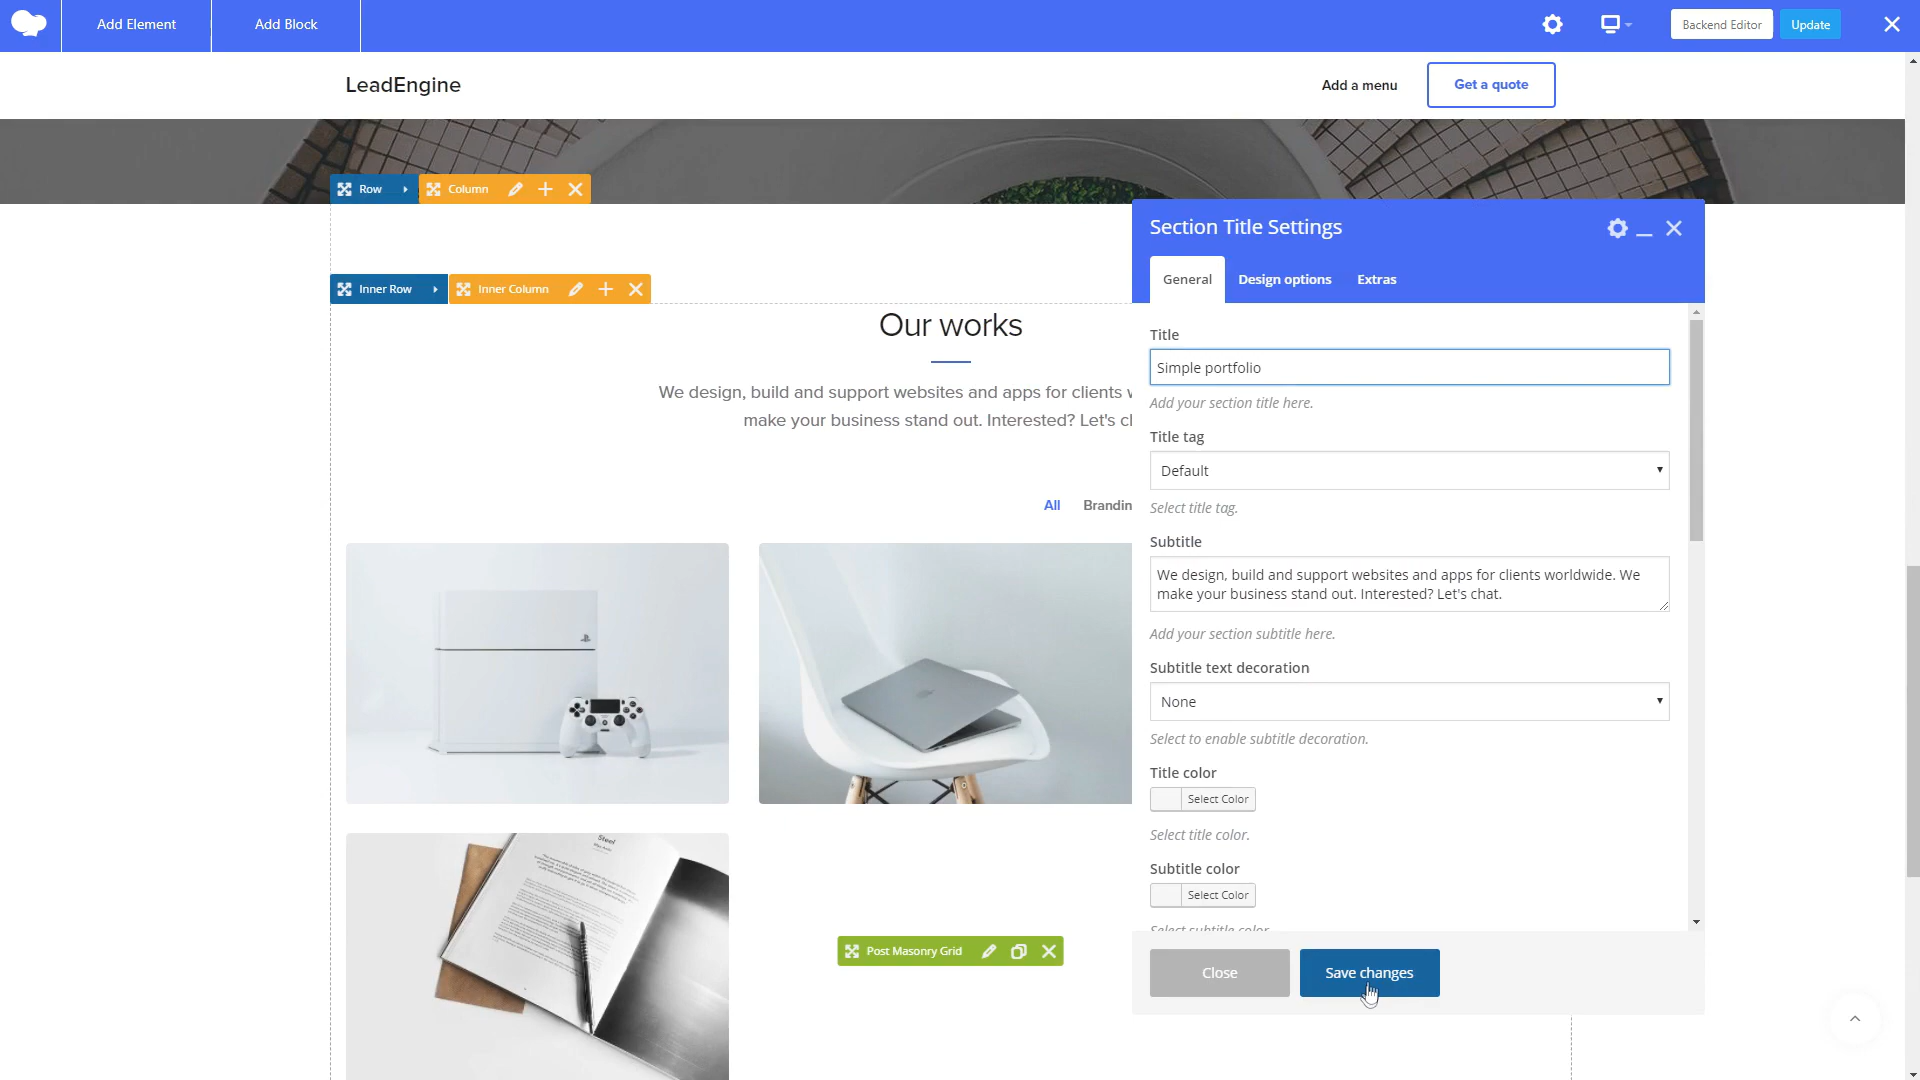 Add Element
Add Block
Backend Editor
Update
LeadEngine
Add a menu
Get a quote
Row
Column
Section Title Settings
General
Design options
Extras
Inner Row
Inner Column
Our works
We design, build and support websites and apps for clients
make your business stand out. Interested? Let's
All
Brandin
Title
Simple portfolio
Add your section title here.
Title tag
Default
Select title tag.
Subtitle
We design, build and support websites and apps for clients worldwide. We
make your business stand out. Interested? Let's chat.
Add your section subtitle here.
Subtitle text decoration
None
Select to enable subtitle decoration.
Title color
Select Color
Select title color.
Subtitle color
Select Color
Select subtitle color.
Steel
Post Masonry Grid
Close
Save changes